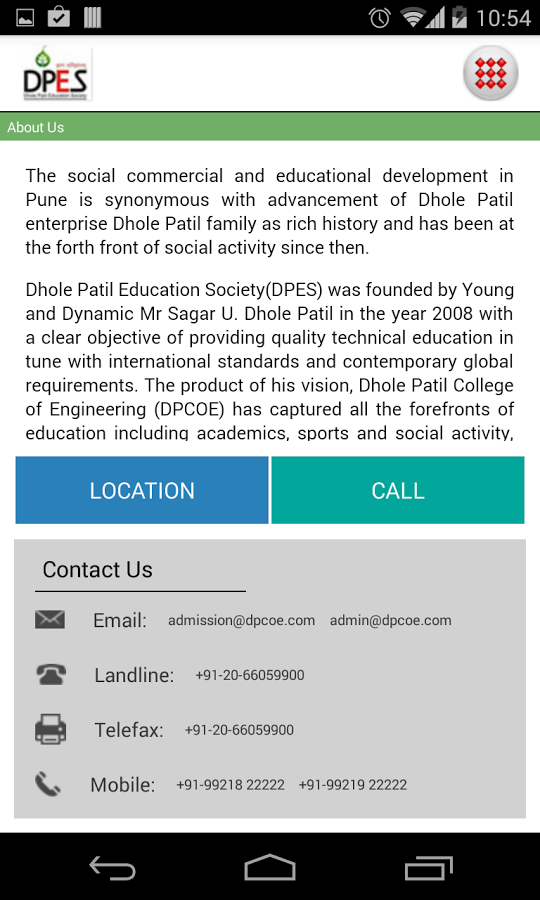 10:54
DPES
Dhole Patil Education Society
About Us
The social commercial and educational development in
Pune is synonymous with advancement of Dhole Patil
enterprise Dhole Patil family as rich history and has been at
the forth front of social activity since then.
Dhole Patil Education Society(DPES) was founded by Young
and Dynamic Mr Sagar U. Dhole Patil in the year 2008 with
a clear objective of providing quality technical education in
tune with international standards and contemporary global
requirements. The product of his vision, Dhole Patil College
of Engineering (DPCOE) has captured all the forefronts of
education including academics, sports and social activity,
LOCATION CALL
Contact Us
Email: admission@dpcoe.com admin@dpcoe.com
Landline: +91-20-66059900
Telefax: +91-20-66059900
Mobile: +91-99218 22222 +91-99219 22222